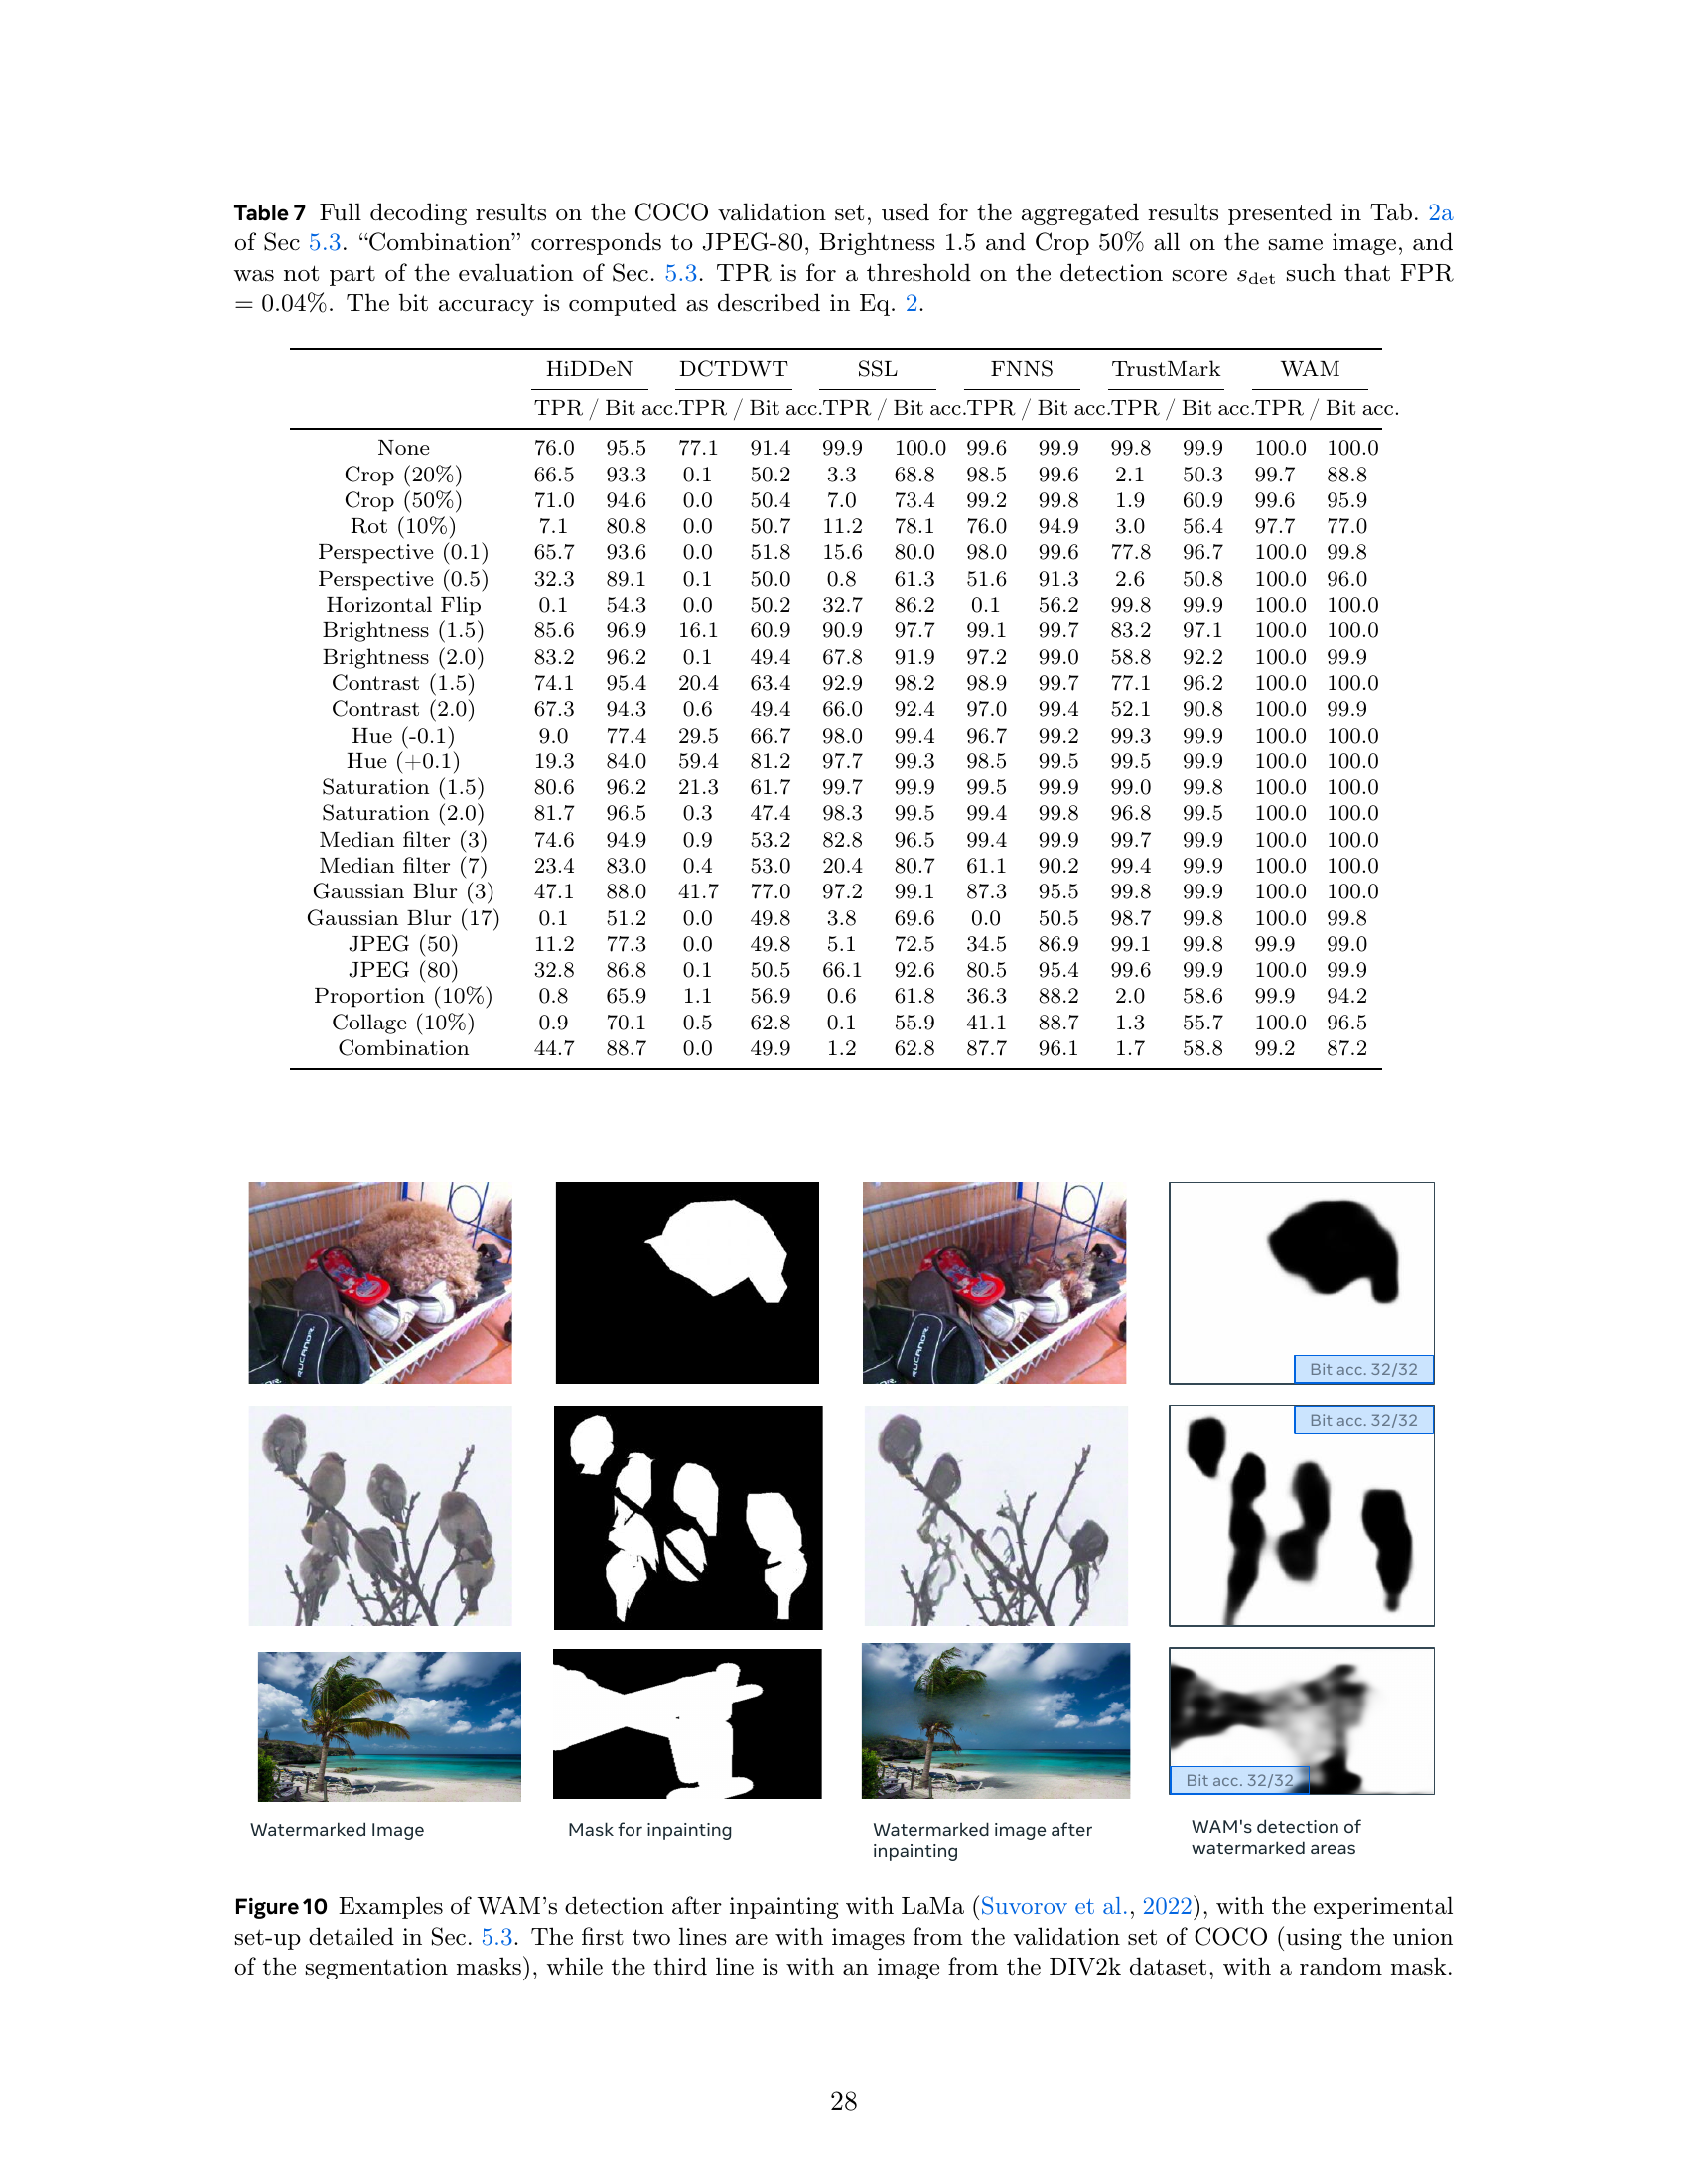 Table 7 Full decoding results on the COCO validation set, used for the aggregated results presented in Tab. 2a
of Sec 5.3. “Combination” corresponds to JPEG-80, Brightness 1.5 and Crop 50% all on the same image, and
was not part of the evaluation of Sec. 5.3. TPR is for a threshold on the detection score s_det such that FPR
= 0.04%. The bit accuracy is computed as described in Eq. 2.
HiDDeN DCTDWT SSL FNNS TrustMark WAM
TPR / Bit acc. TPR / Bit acc. TPR / Bit acc. TPR / Bit acc. TPR / Bit acc. TPR / Bit acc.
None 76.0 95.5 77.1 91.4 99.9 100.0 99.6 99.9 99.8 99.9 100.0 100.0
Crop (20%) 66.5 93.3 0.1 50.2 3.3 68.8 98.5 99.6 2.1 50.3 99.7 88.8
Crop (50%) 71.0 94.6 0.0 50.4 7.0 73.4 99.2 99.8 1.9 60.9 99.6 95.9
Rot (10%) 7.1 80.8 0.0 50.7 11.2 78.1 76.0 94.9 3.0 56.4 97.7 77.0
Perspective (0.1) 65.7 93.6 0.0 51.8 15.6 80.0 98.0 99.6 77.8 96.7 100.0 99.8
Perspective (0.5) 32.3 89.1 0.1 50.0 0.8 61.3 51.6 91.3 2.6 50.8 100.0 96.0
Horizontal Flip 0.1 54.3 0.0 50.2 32.7 86.2 0.1 56.2 99.8 99.9 100.0 100.0
Brightness (1.5) 85.6 96.9 16.1 60.9 90.9 97.7 99.1 99.7 83.2 97.1 100.0 100.0
Brightness (2.0) 83.2 96.2 0.1 49.4 67.8 91.9 97.2 99.0 58.8 92.2 100.0 99.9
Contrast (1.5) 74.1 95.4 20.4 63.4 92.9 98.2 98.9 99.7 77.1 96.2 100.0 100.0
Contrast (2.0) 67.3 94.3 0.6 49.4 66.0 92.4 97.0 99.4 52.1 90.8 100.0 99.9
Hue (-0.1) 9.0 77.4 29.5 66.7 98.0 99.4 96.7 99.2 99.3 99.9 100.0 100.0
Hue (+0.1) 19.3 84.0 59.4 81.2 97.7 99.3 98.5 99.5 99.5 99.9 100.0 100.0
Saturation (1.5) 80.6 96.2 21.3 61.7 99.7 99.9 99.5 99.9 99.0 99.8 100.0 100.0
Saturation (2.0) 81.7 96.5 0.3 47.4 98.3 99.5 99.4 99.8 96.8 99.5 100.0 100.0
Median filter (3) 74.6 94.9 0.9 53.2 82.8 96.5 99.4 99.9 99.7 99.9 100.0 100.0
Median filter (7) 23.4 83.0 0.4 53.0 20.4 80.7 61.1 90.2 99.4 99.9 100.0 100.0
Gaussian Blur (3) 47.1 88.0 41.7 77.0 97.2 99.1 87.3 95.5 99.8 99.9 100.0 100.0
Gaussian Blur (17) 0.1 51.2 0.0 49.8 3.8 69.6 0.0 50.5 98.7 99.8 100.0 99.8
JPEG (50) 11.2 77.3 0.0 49.8 5.1 72.5 34.5 86.9 99.1 99.8 99.9 99.0
JPEG (80) 32.8 86.8 0.1 50.5 66.1 92.6 80.5 95.4 99.6 99.9 100.0 99.9
Proportion (10%) 0.8 65.9 1.1 56.9 0.6 61.8 36.3 88.2 2.0 58.6 99.9 94.2
Collage (10%) 0.9 70.1 0.5 62.8 0.1 55.9 41.1 88.7 1.3 55.7 100.0 96.5
Combination 44.7 88.7 0.0 49.9 1.2 62.8 87.7 96.1 1.7 58.8 99.2 87.2
RUCANOR
RUCANOR
Bit acc. 32/32
Bit acc. 32/32
Bit acc. 32/32
Watermarked Image
Mask for inpainting
Watermarked image after
inpainting
WAM's detection of
watermarked areas
Figure 10 Examples of WAM’s detection after inpainting with LaMa (Suvorov et al., 2022), with the experimental
set-up detailed in Sec. 5.3. The first two lines are with images from the validation set of COCO (using the union
of the segmentation masks), while the third line is with an image from the DIV2k dataset, with a random mask.
28